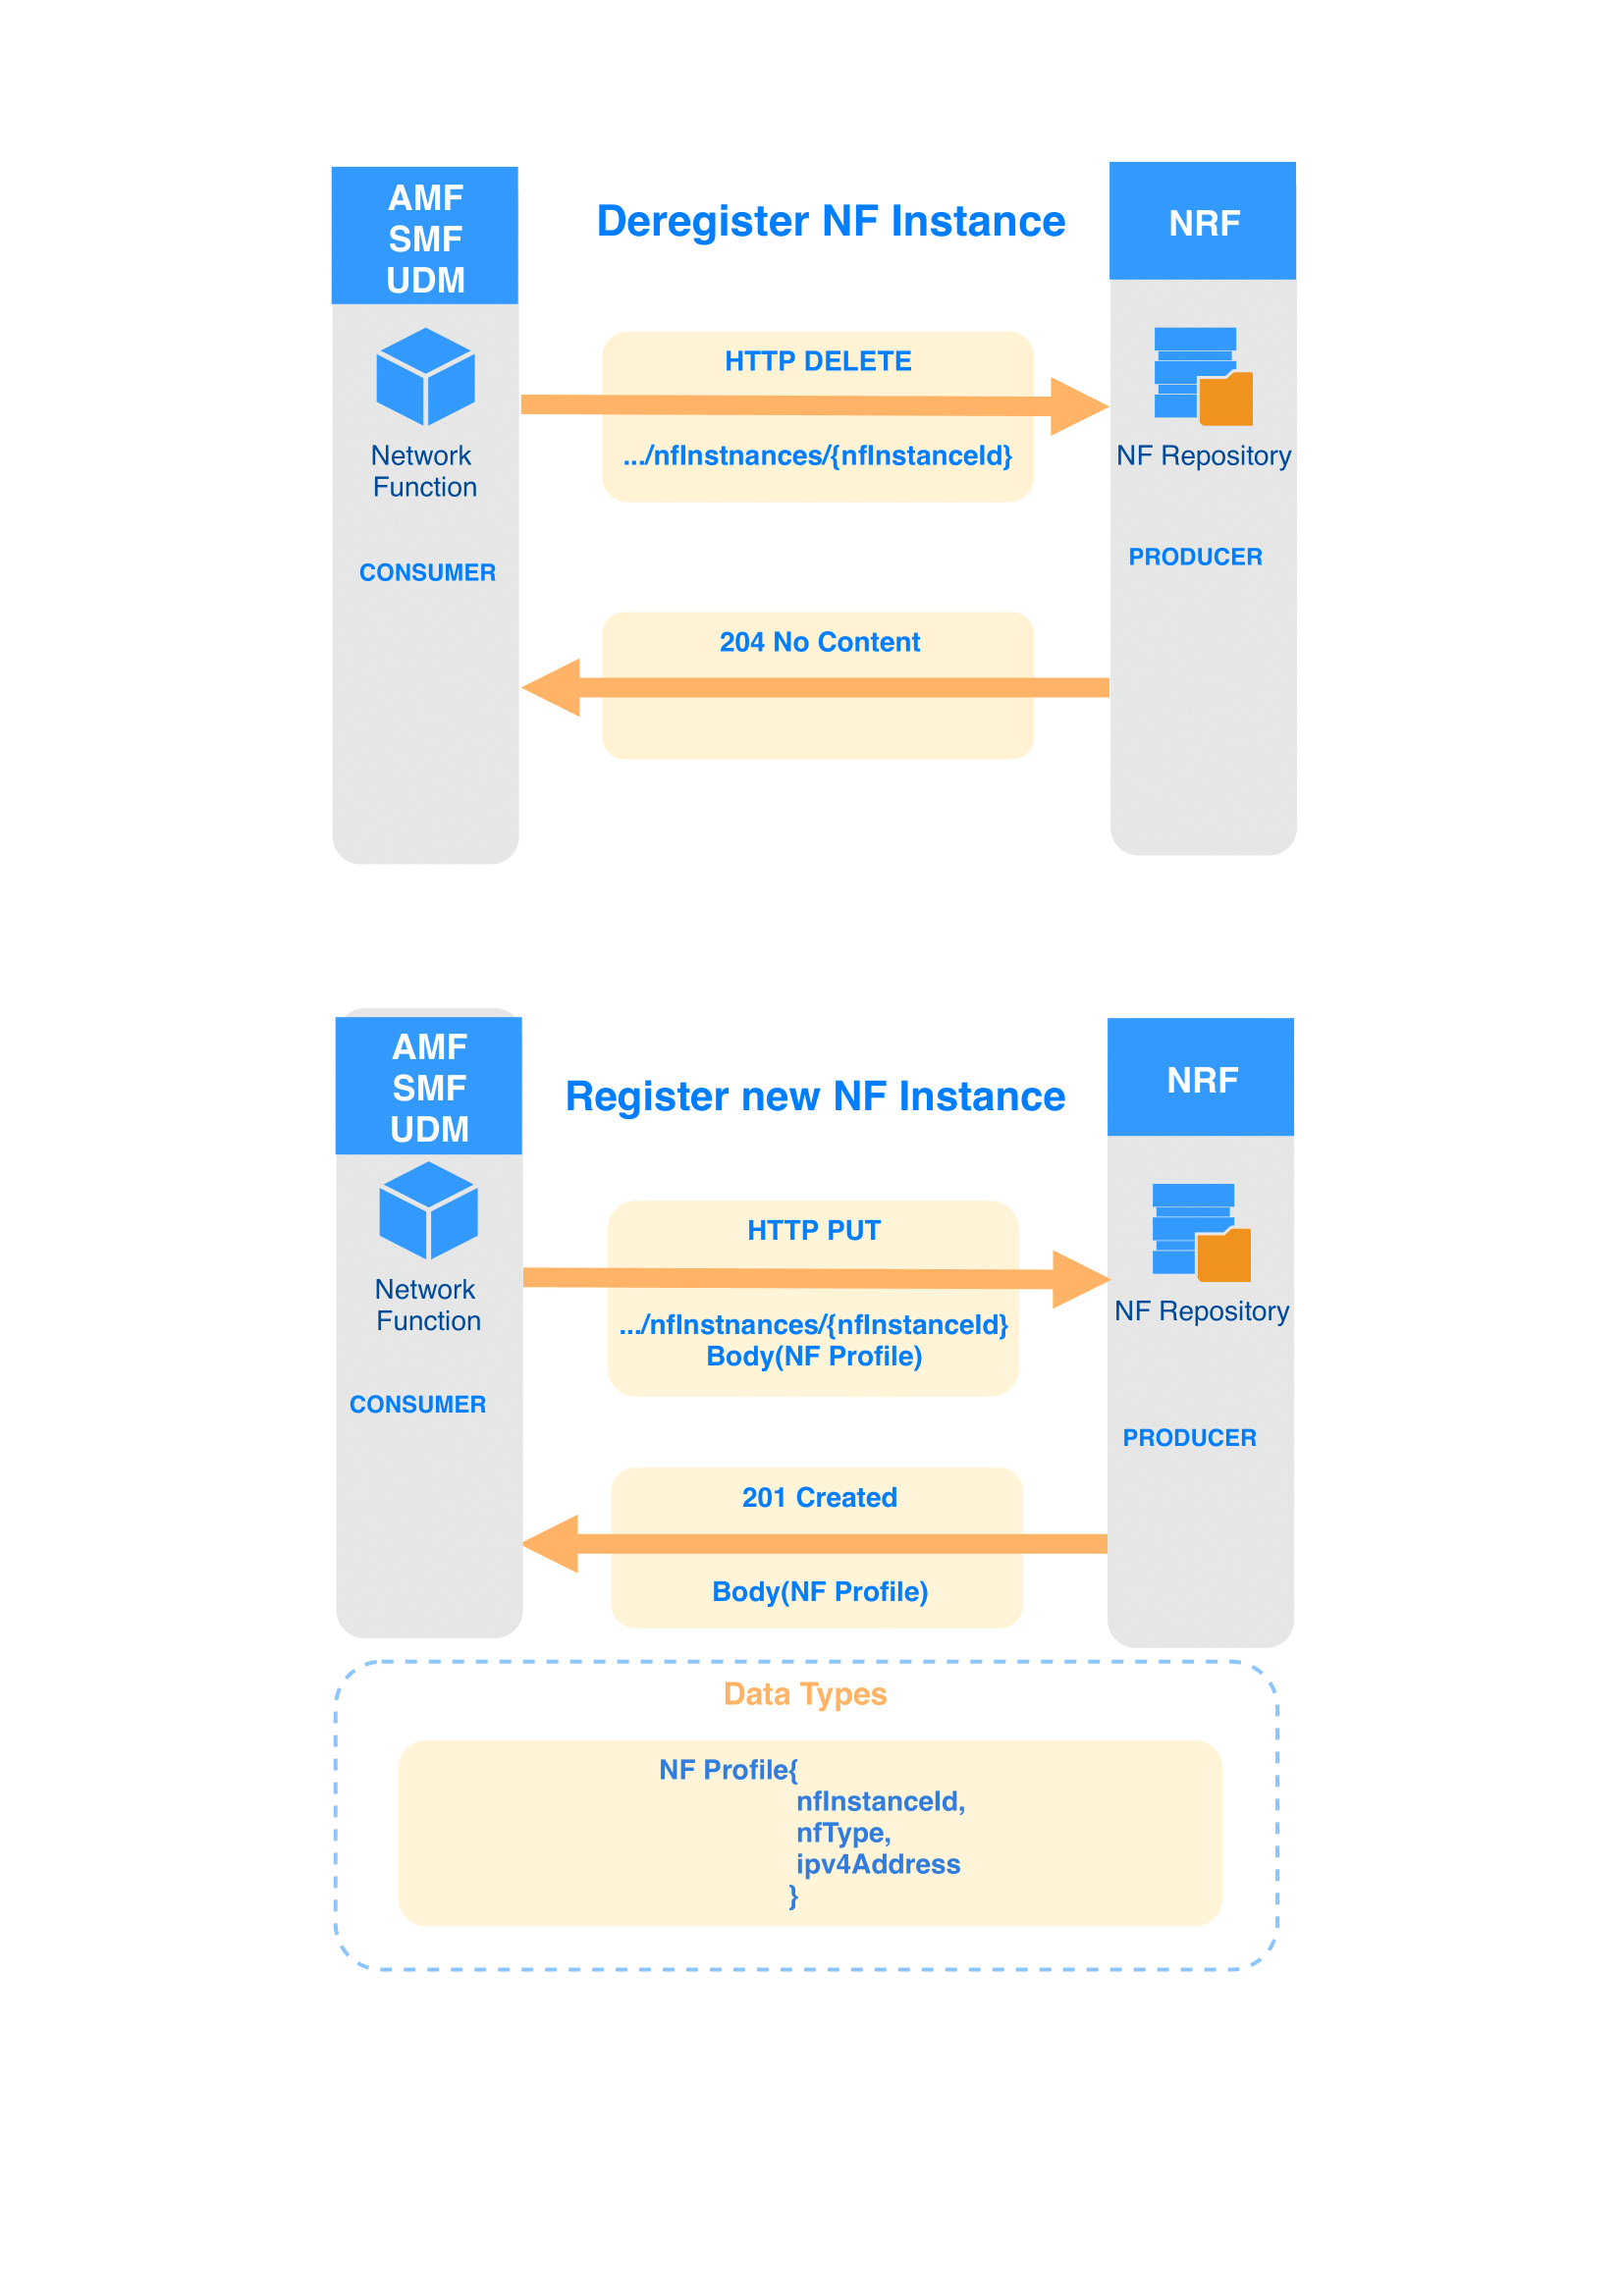 AMF
SMF
UDM
Deregister NF Instance
NRF
HTTP DELETE
.../nfInstnances/{nfInstanceId}
Network
Function
NF Repository
CONSUMER
PRODUCER
204 No Content
AMF
SMF
UDM
Register new NF Instance
NRF
HTTP PUT
.../nfInstnances/{nfInstanceId}
Body(NF Profile)
Network
Function
NF Repository
CONSUMER
PRODUCER
201 Created
Body(NF Profile)
Data Types
NF Profile{
nfInstanceId,
nfType,
ipv4Address
}